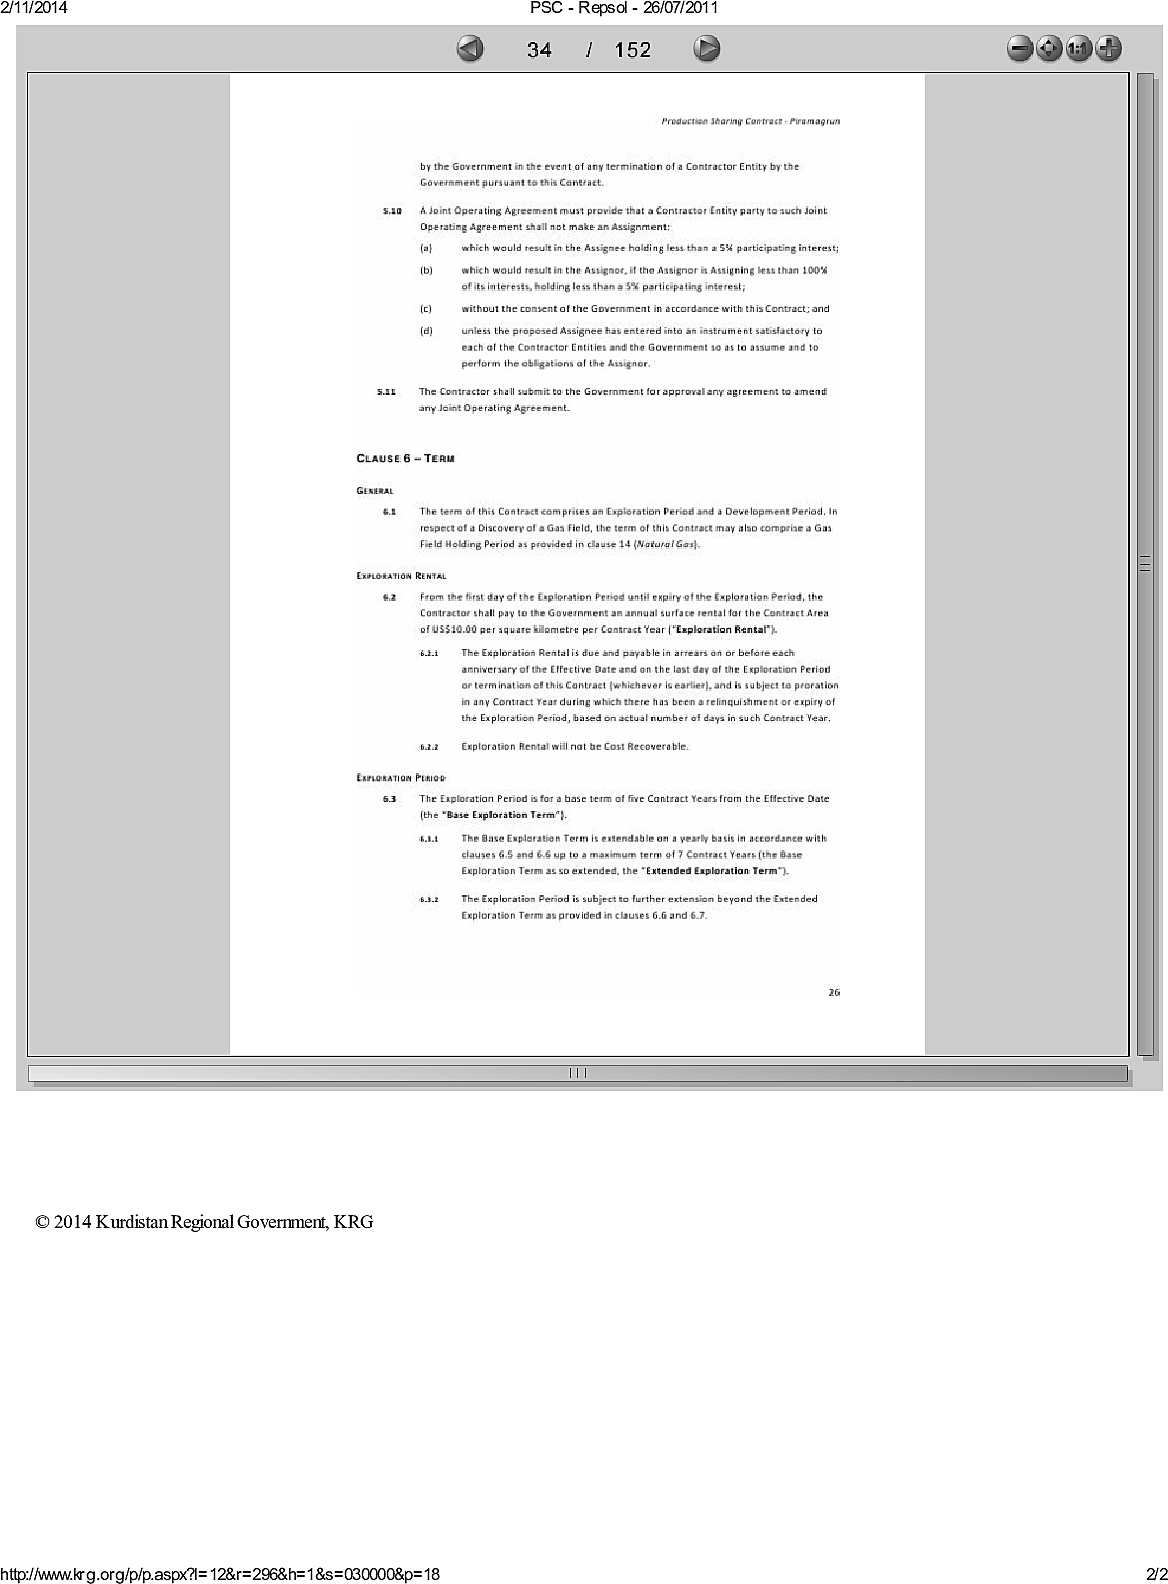 2/11/2014 PSC - Repsol - 26/07/2011
34 / 152
1:1
Production Sharing Contract - Piramagrun
by the Government in the event of any termination of a Contractor Entity by the
Government pursuant to this Contract.
5.10 A Joint Operating Agreement must provide that a Contractor Entity party to such Joint
Operating Agreement shall not make an Assignment:
(a) which would result in the Assignee holding less than a 5% participating interest;
(b) which would result in the Assignor, if the Assignor is Assigning less than 100%
of its interests, holding less than a 5% participating interest;
(c) without the consent of the Government in accordance with this Contract; and
(d) unless the proposed Assignee has entered into an instrument satisfactory to
each of the Contractor Entities and the Government so as to assume and to
perform the obligations of the Assignor.
5.11 The Contractor shall submit to the Government for approval any agreement to amend
any Joint Operating Agreement.
CLAUSE 6 – TERM
GENERAL
6.1 The term of this Contract comprises an Exploration Period and a Development Period. In
respect of a Discovery of a Gas Field, the term of this Contract may also comprise a Gas
Field Holding Period as provided in clause 14 (Natural Gas).
EXPLORATION RENTAL
6.2 From the first day of the Exploration Period until expiry of the Exploration Period, the
Contractor shall pay to the Government an annual surface rental for the Contract Area
of US$10.00 per square kilometre per Contract Year ("Exploration Rental").
6.2.1 The Exploration Rental is due and payable in arrears on or before each
anniversary of the Effective Date and on the last day of the Exploration Period
or termination of this Contract (whichever is earlier), and is subject to proration
in any Contract Year during which there has been a relinquishment or expiry of
the Exploration Period, based on actual number of days in such Contract Year.
6.2.2 Exploration Rental will not be Cost Recoverable.
EXPLORATION PERIOD
6.3 The Exploration Period is for a base term of five Contract Years from the Effective Date
(the "Base Exploration Term").
6.3.1 The Base Exploration Term is extendable on a yearly basis in accordance with
clauses 6.5 and 6.6 up to a maximum term of 7 Contract Years (the Base
Exploration Term as so extended, the "Extended Exploration Term").
6.3.2 The Exploration Period is subject to further extension beyond the Extended
Exploration Term as provided in clauses 6.6 and 6.7.
26
© 2014 Kurdistan Regional Government, KRG
http://www.krg.org/p/p.aspx?l=12&r=296&h=1&s=030000&p=18 2/2